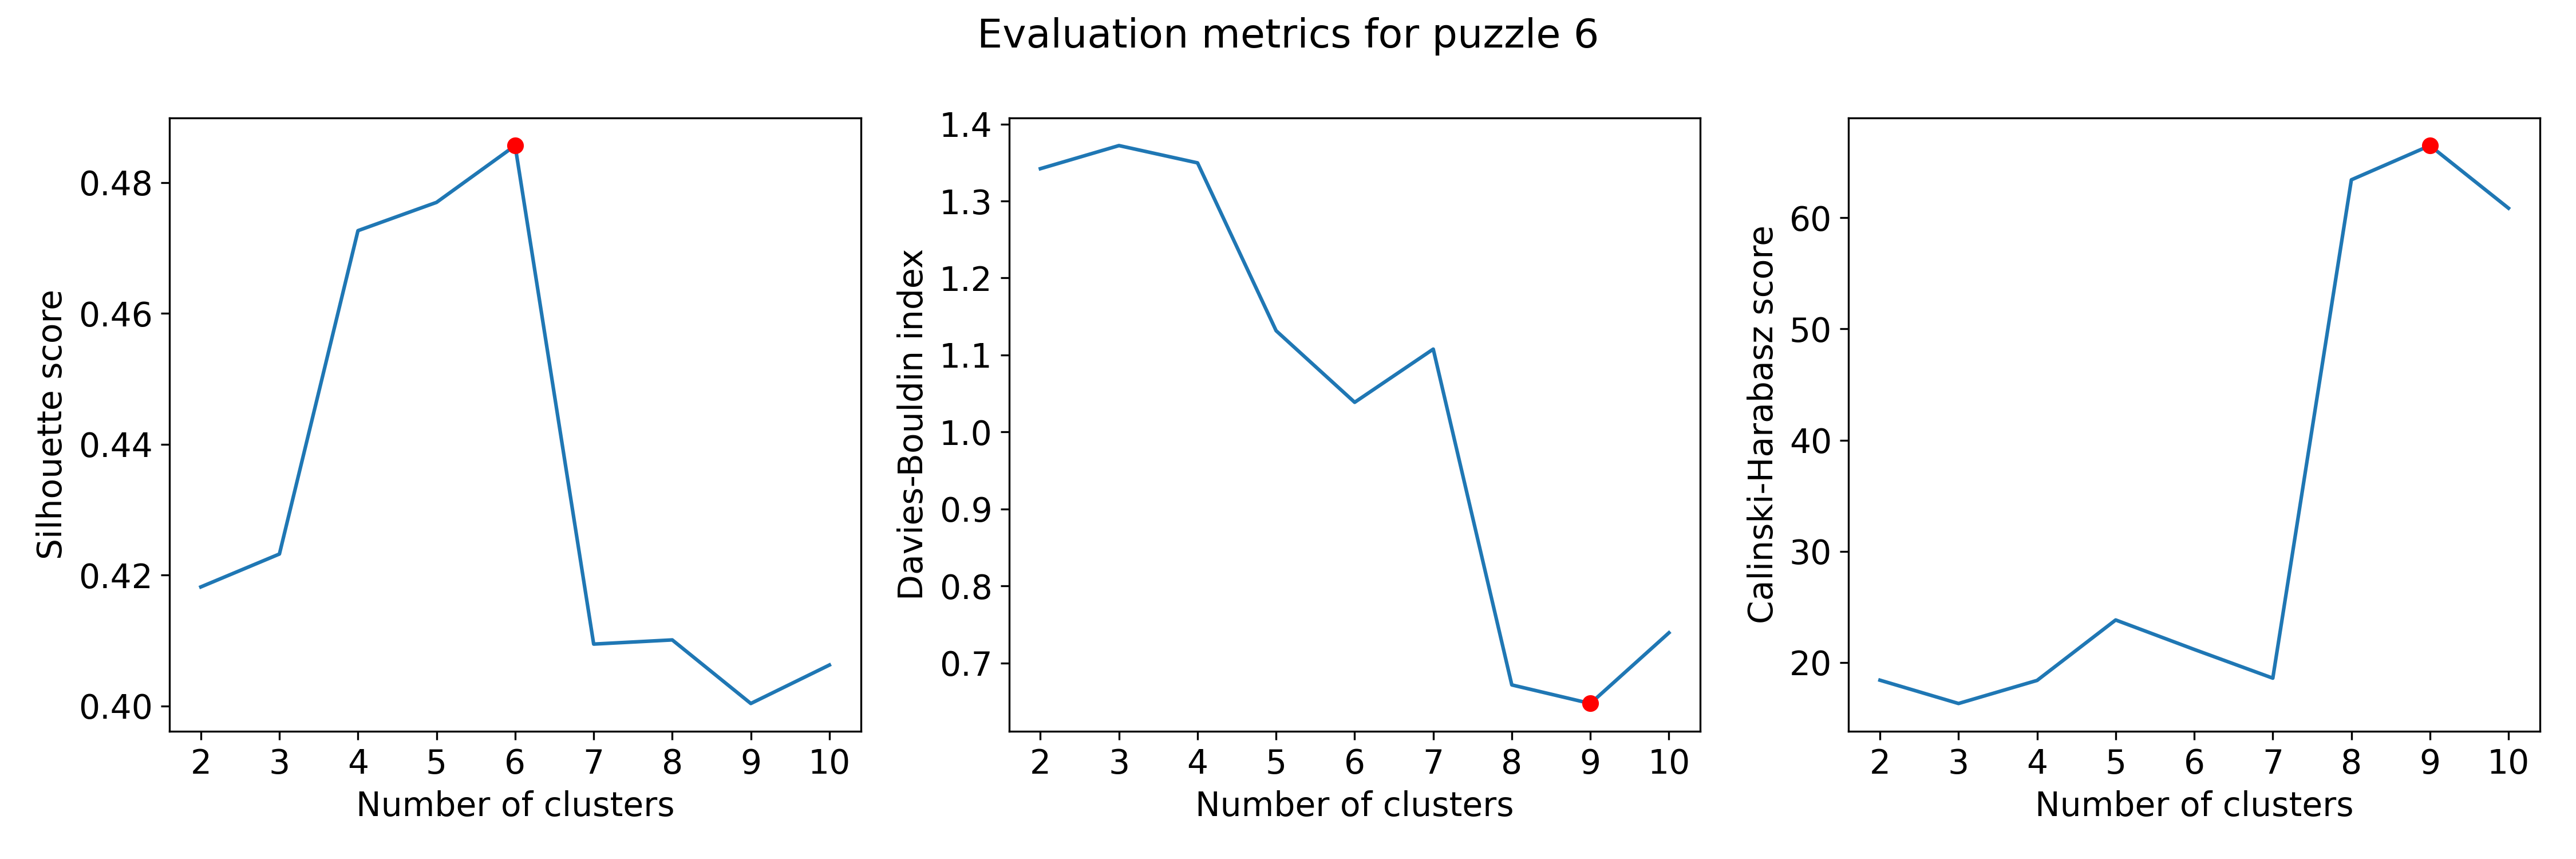 Evaluation metrics for puzzle 6
Silhouette score
0.48
0.46
0.44
0.42
0.40
2 3 4 5 6 7 8 9 10
Number of clusters
Davies-Bouldin index
1.4
1.3
1.2
1.1
1.0
0.9
0.8
0.7
2 3 4 5 6 7 8 9 10
Number of clusters
Calinski-Harabasz score
60
50
40
30
20
2 3 4 5 6 7 8 9 10
Number of clusters